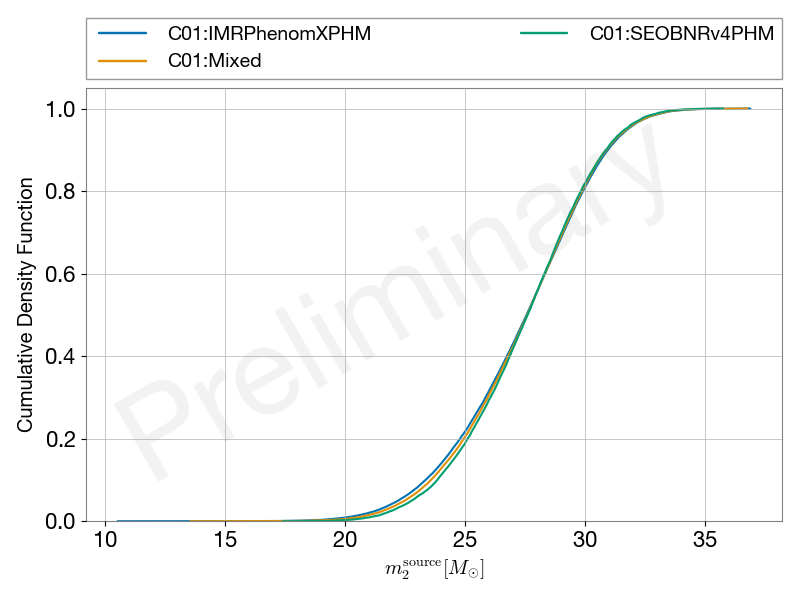 C01:IMRPhenomXPHM
C01:Mixed
C01:SEOBNRv4PHM
Preliminary
Cumulative Density Function
1.0
0.8
0.6
0.4
0.2
0.0
10 15 20 25 30 35
m₂^source [M_⊙]